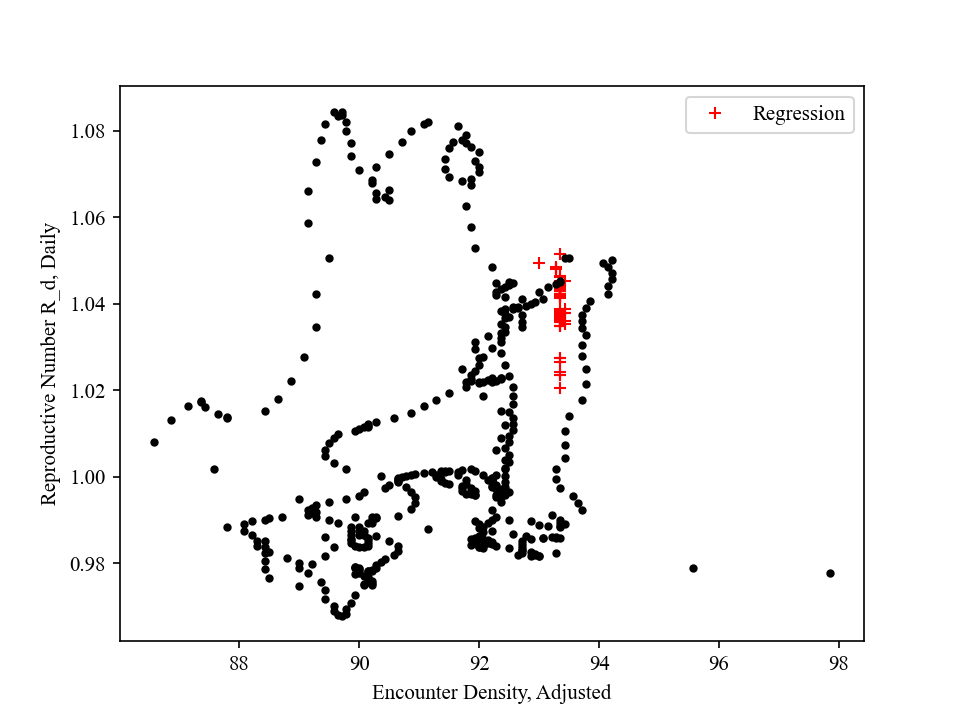 Regression
1.08
1.06
1.04
1.02
1.00
0.98
Reproductive Number R_d, Daily
88 90 92 94 96 98
Encounter Density, Adjusted